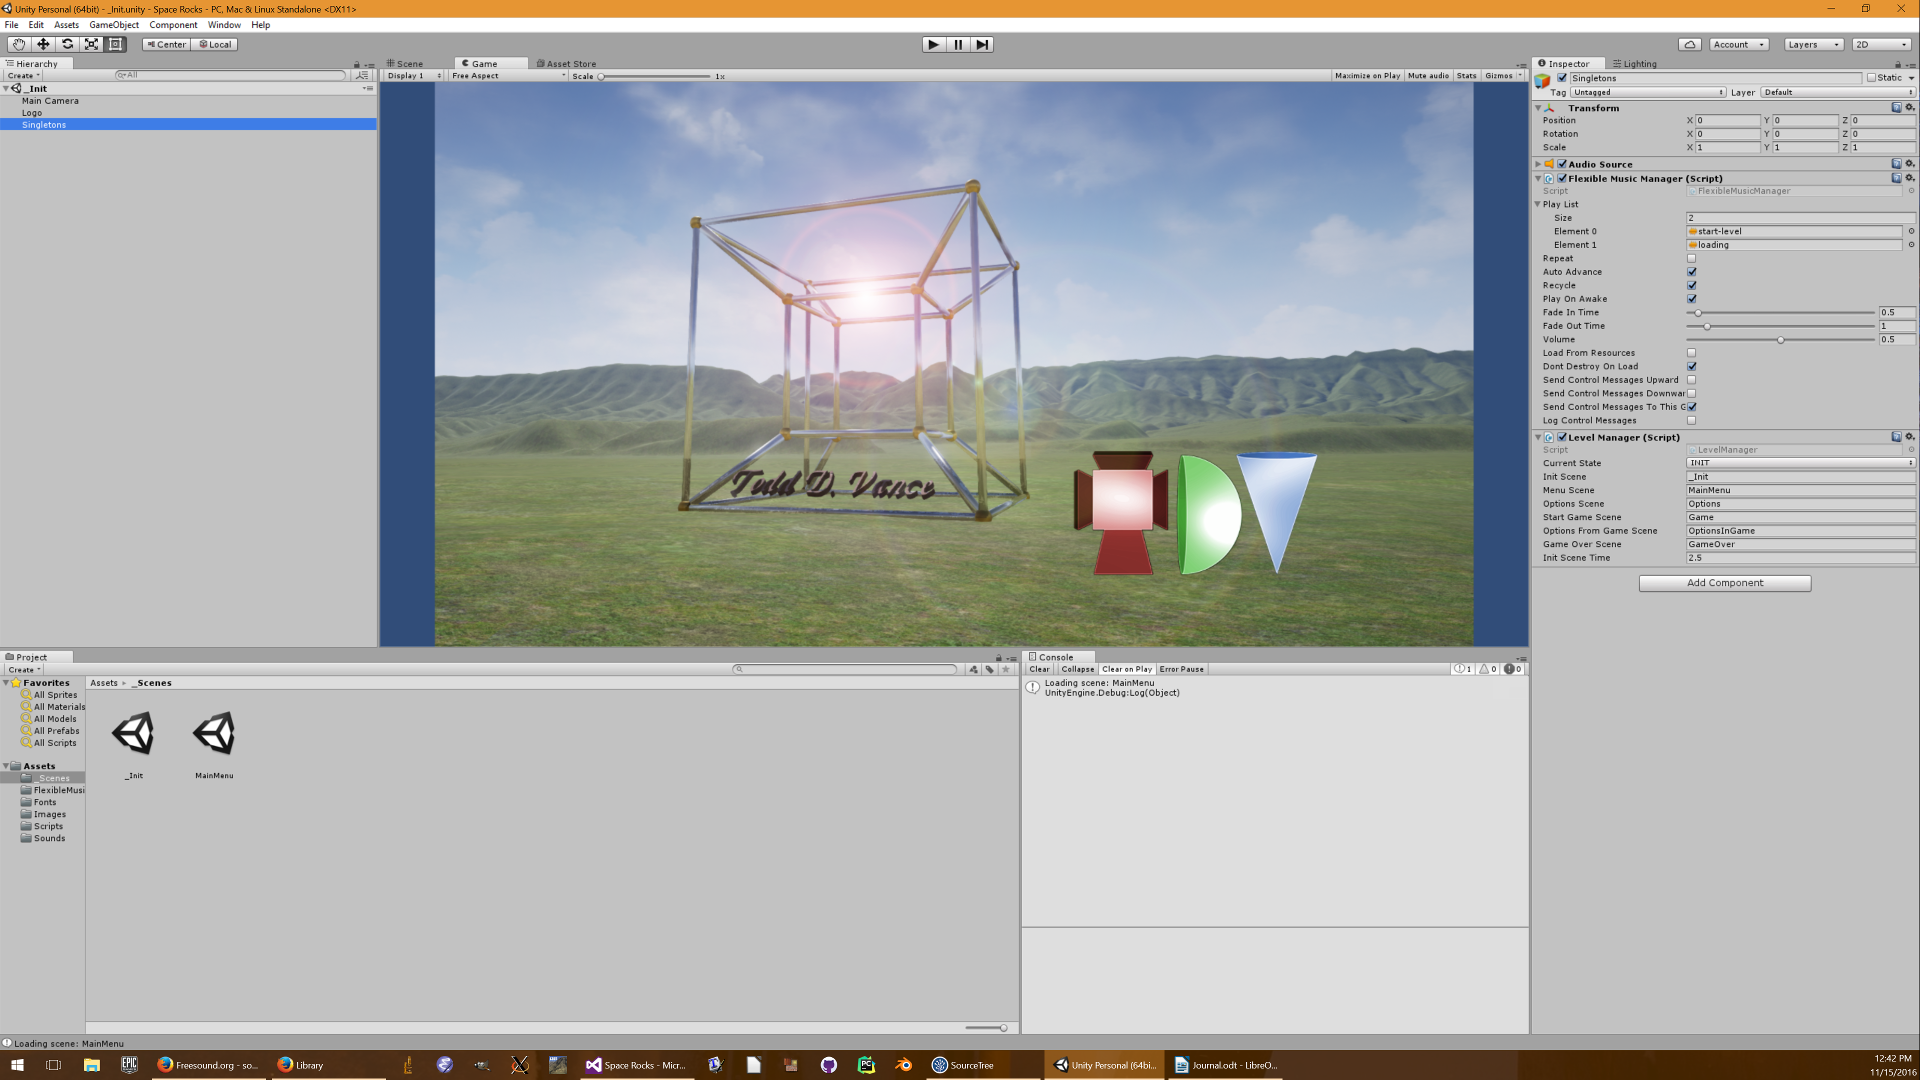 Unity Personal (64bit) - _Init.unity - Space Rocks - PC, Mac & Linux Standalone <DX11>
File Edit Assets GameObject Component Window Help
Center Local
Account Layers 2D
Hierarchy
Create All
_Init
Main Camera
Logo
Singletons
Scene Game Asset Store
Display 1 Free Aspect Scale 1x Maximize on Play Mute audio Stats Gizmos
Todd D. Vance
Inspector Lighting
Singletons Static
Tag Untagged Layer Default
Transform
Position X 0 Y 0 Z 0
Rotation X 0 Y 0 Z 0
Scale X 1 Y 1 Z 1
Audio Source
Flexible Music Manager (Script)
Script FlexibleMusicManager
Play List
Size 2
Element 0 start-level
Element 1 loading
Repeat
Auto Advance
Recycle
Play On Awake
Fade In Time 0.5
Fade Out Time 1
Volume 0.5
Load From Resources
Dont Destroy On Load
Send Control Messages Upward
Send Control Messages Downwar
Send Control Messages To This G
Log Control Messages
Level Manager (Script)
Script LevelManager
Current State INIT
Init Scene _Init
Menu Scene MainMenu
Options Scene Options
Start Game Scene Game
Options From Game Scene OptionsInGame
Game Over Scene GameOver
Init Scene Time 2.5
Add Component
Project
Create
Favorites
All Sprites
All Materials
All Models
All Prefabs
All Scripts
Assets
_Scenes
FlexibleMusi
Fonts
Images
Scripts
Sounds
Assets _Scenes
_Init MainMenu
Console
Clear Collapse Clear on Play Error Pause 1 0 0
Loading scene: MainMenu
UnityEngine.Debug:Log(Object)
Loading scene: MainMenu
EPIC GAMES
Freesound.org - so...
Library
Space Rocks - Micr...
PC
SourceTree
Unity Personal (64bi...
Journal.odt - LibreO...
12:42 PM
11/15/2016